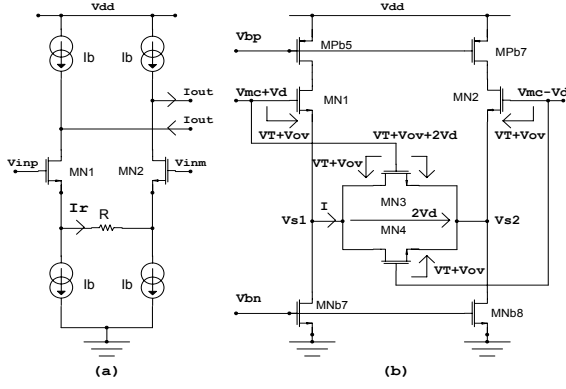 Vdd
Ib
Ib
Iout
Iout
Vinp
MN1
MN2
Vinm
Ir
R
Ib
Ib
(a)
Vdd
Vbp
MPb5
MPb7
Vmc+Vd
MN1
MN2
Vmc-Vd
VT+Vov
VT+Vov+2Vd
VT+Vov
VT+Vov
MN3
Vs1
I
2Vd
Vs2
MN4
VT+Vov
Vbn
MNb7
MNb8
(b)